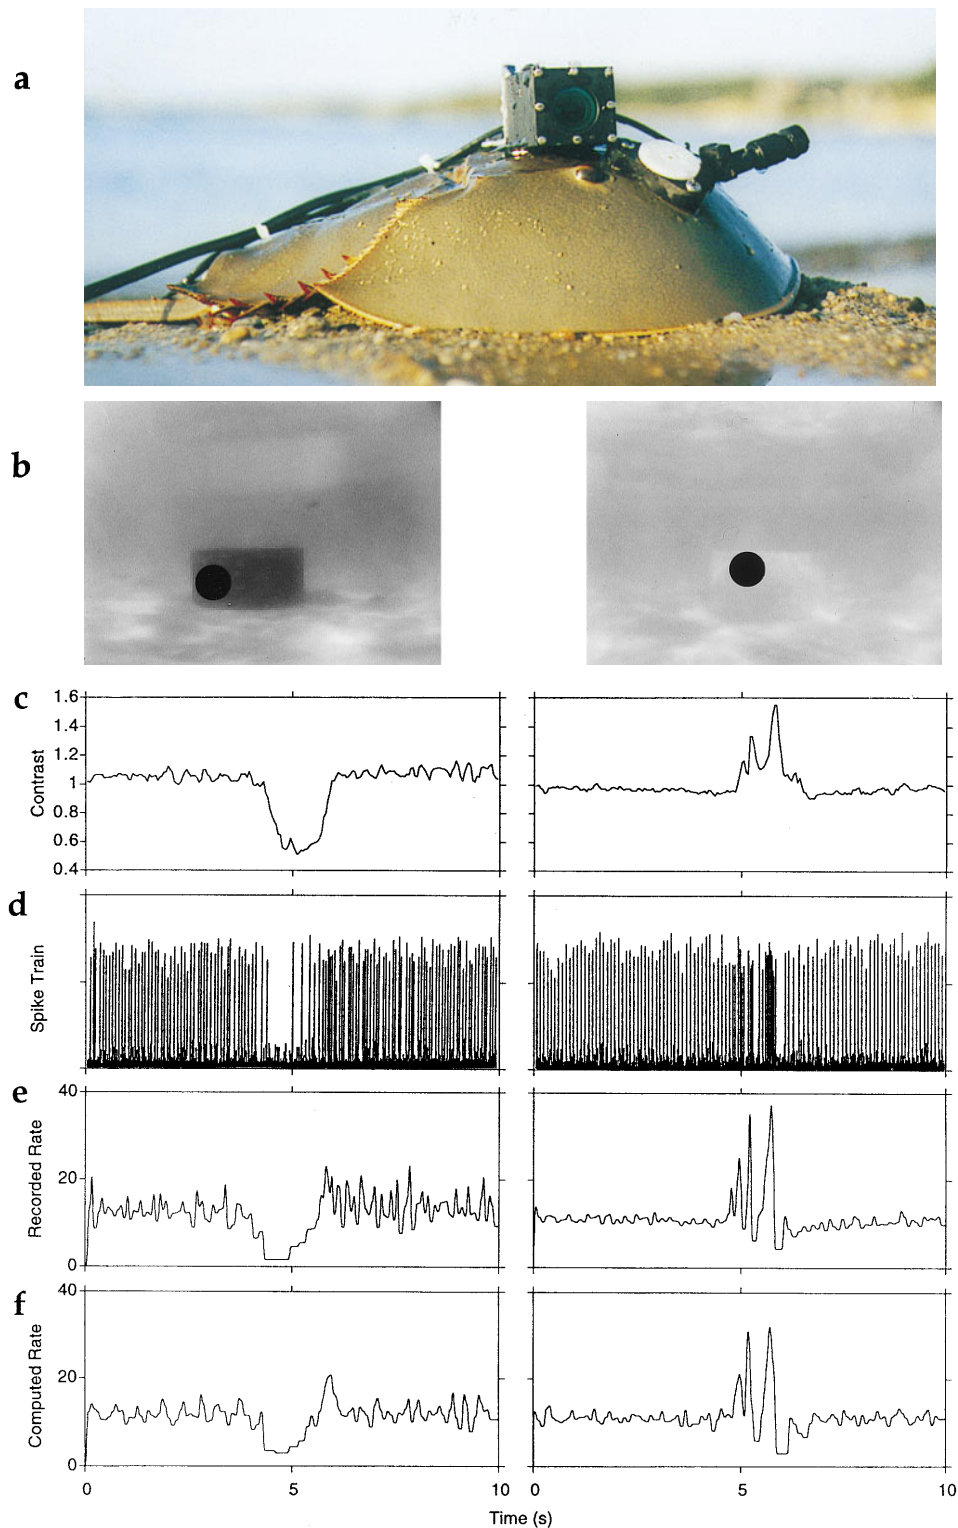 a
b
c
1.6
1.4
1.2
1
0.8
0.6
0.4
Contrast
d
Spike Train
e
40
20
0
Recorded Rate
f
40
20
0
Computed Rate
0 5 10 0 5 10
Time (s)